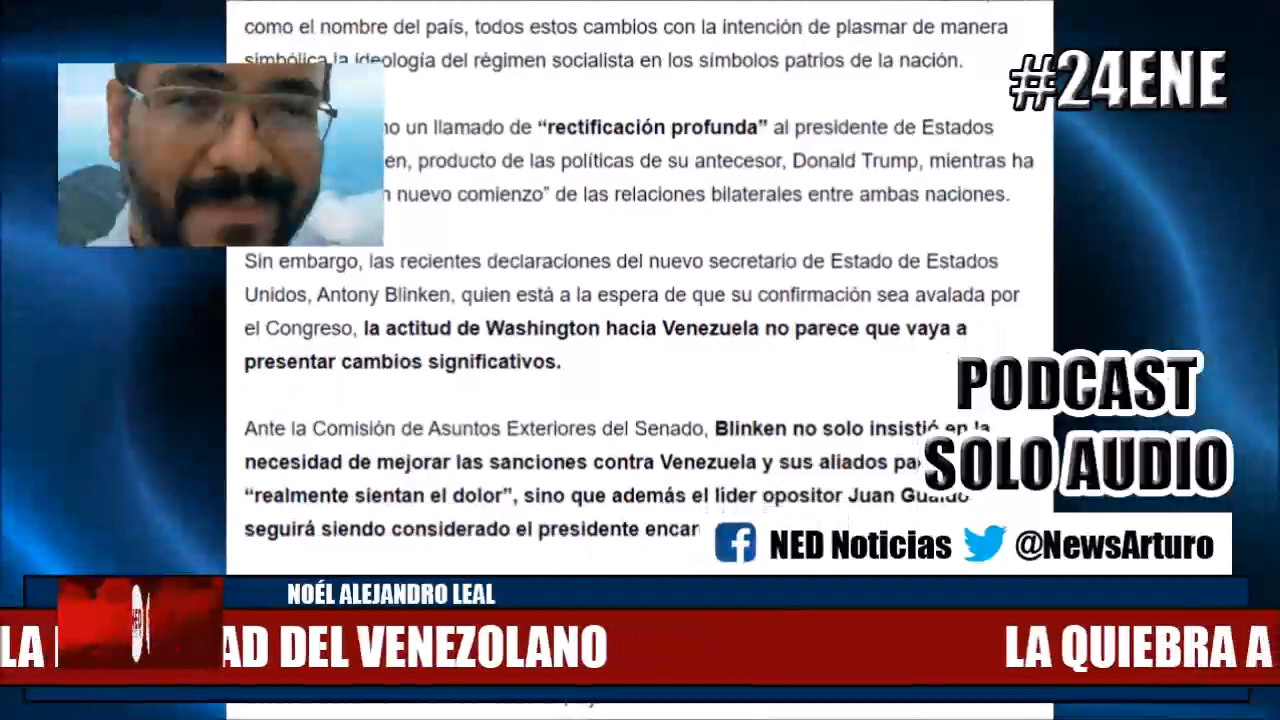 como el nombre del país, todos estos cambios con la intención de plasmar de manera
simbólica la ideología del régimen socialista en los símbolos patrios de la nación.
#24ENE
un llamado de “rectificación profunda” al presidente de Estados
producto de las políticas de su antecesor, Donald Trump, mientras ha
nuevo comienzo” de las relaciones bilaterales entre ambas naciones.
Sin embargo, las recientes declaraciones del nuevo secretario de Estado de Estados
Unidos, Antony Blinken, quien está a la espera de que su confirmación sea avalada por
el Congreso, la actitud de Washington hacia Venezuela no parece que vaya a
presentar cambios significativos.
PODCAST
SOLO AUDIO
Ante la Comisión de Asuntos Exteriores del Senado, Blinken no solo insistió en la
necesidad de mejorar las sanciones contra Venezuela y sus aliados
“realmente sientan el dolor”, sino que además el líder opositor Juan Guaidó
seguirá siendo considerado el presidente
NED Noticias @NewsArturo
NOÉL ALEJANDRO LEAL
NED
LA DEL VENEZOLANO
LA QUIEBRA A